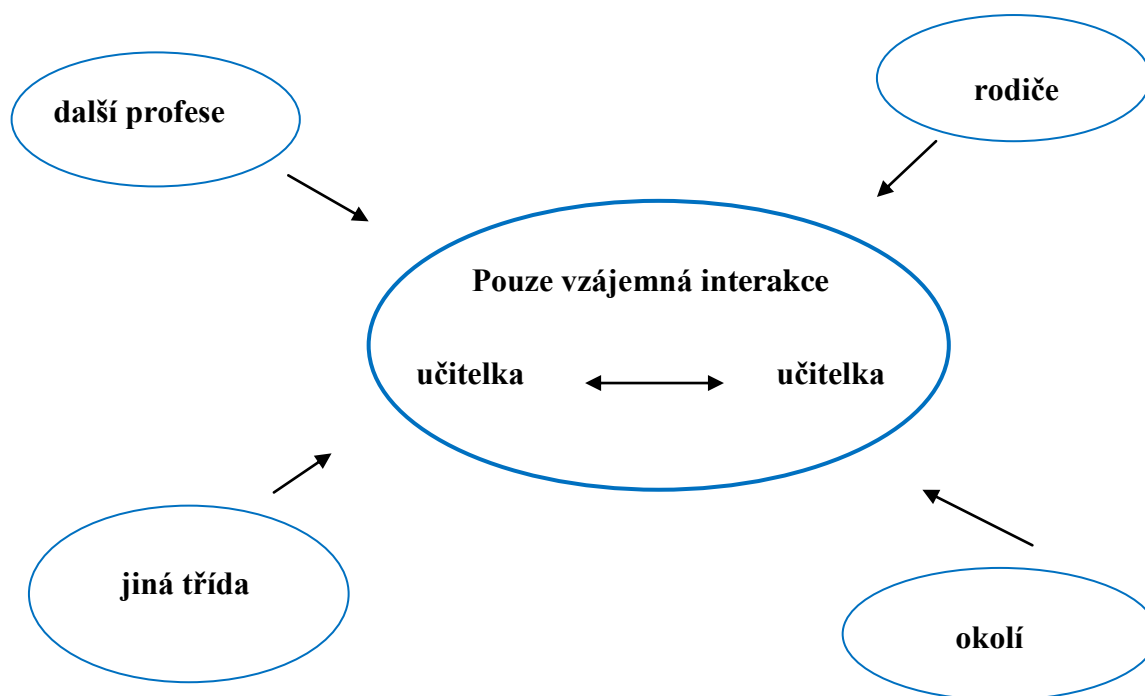 další profese
rodiče
Pouze vzájemná interakce
učitelka učitelka
jiná třída
okolí